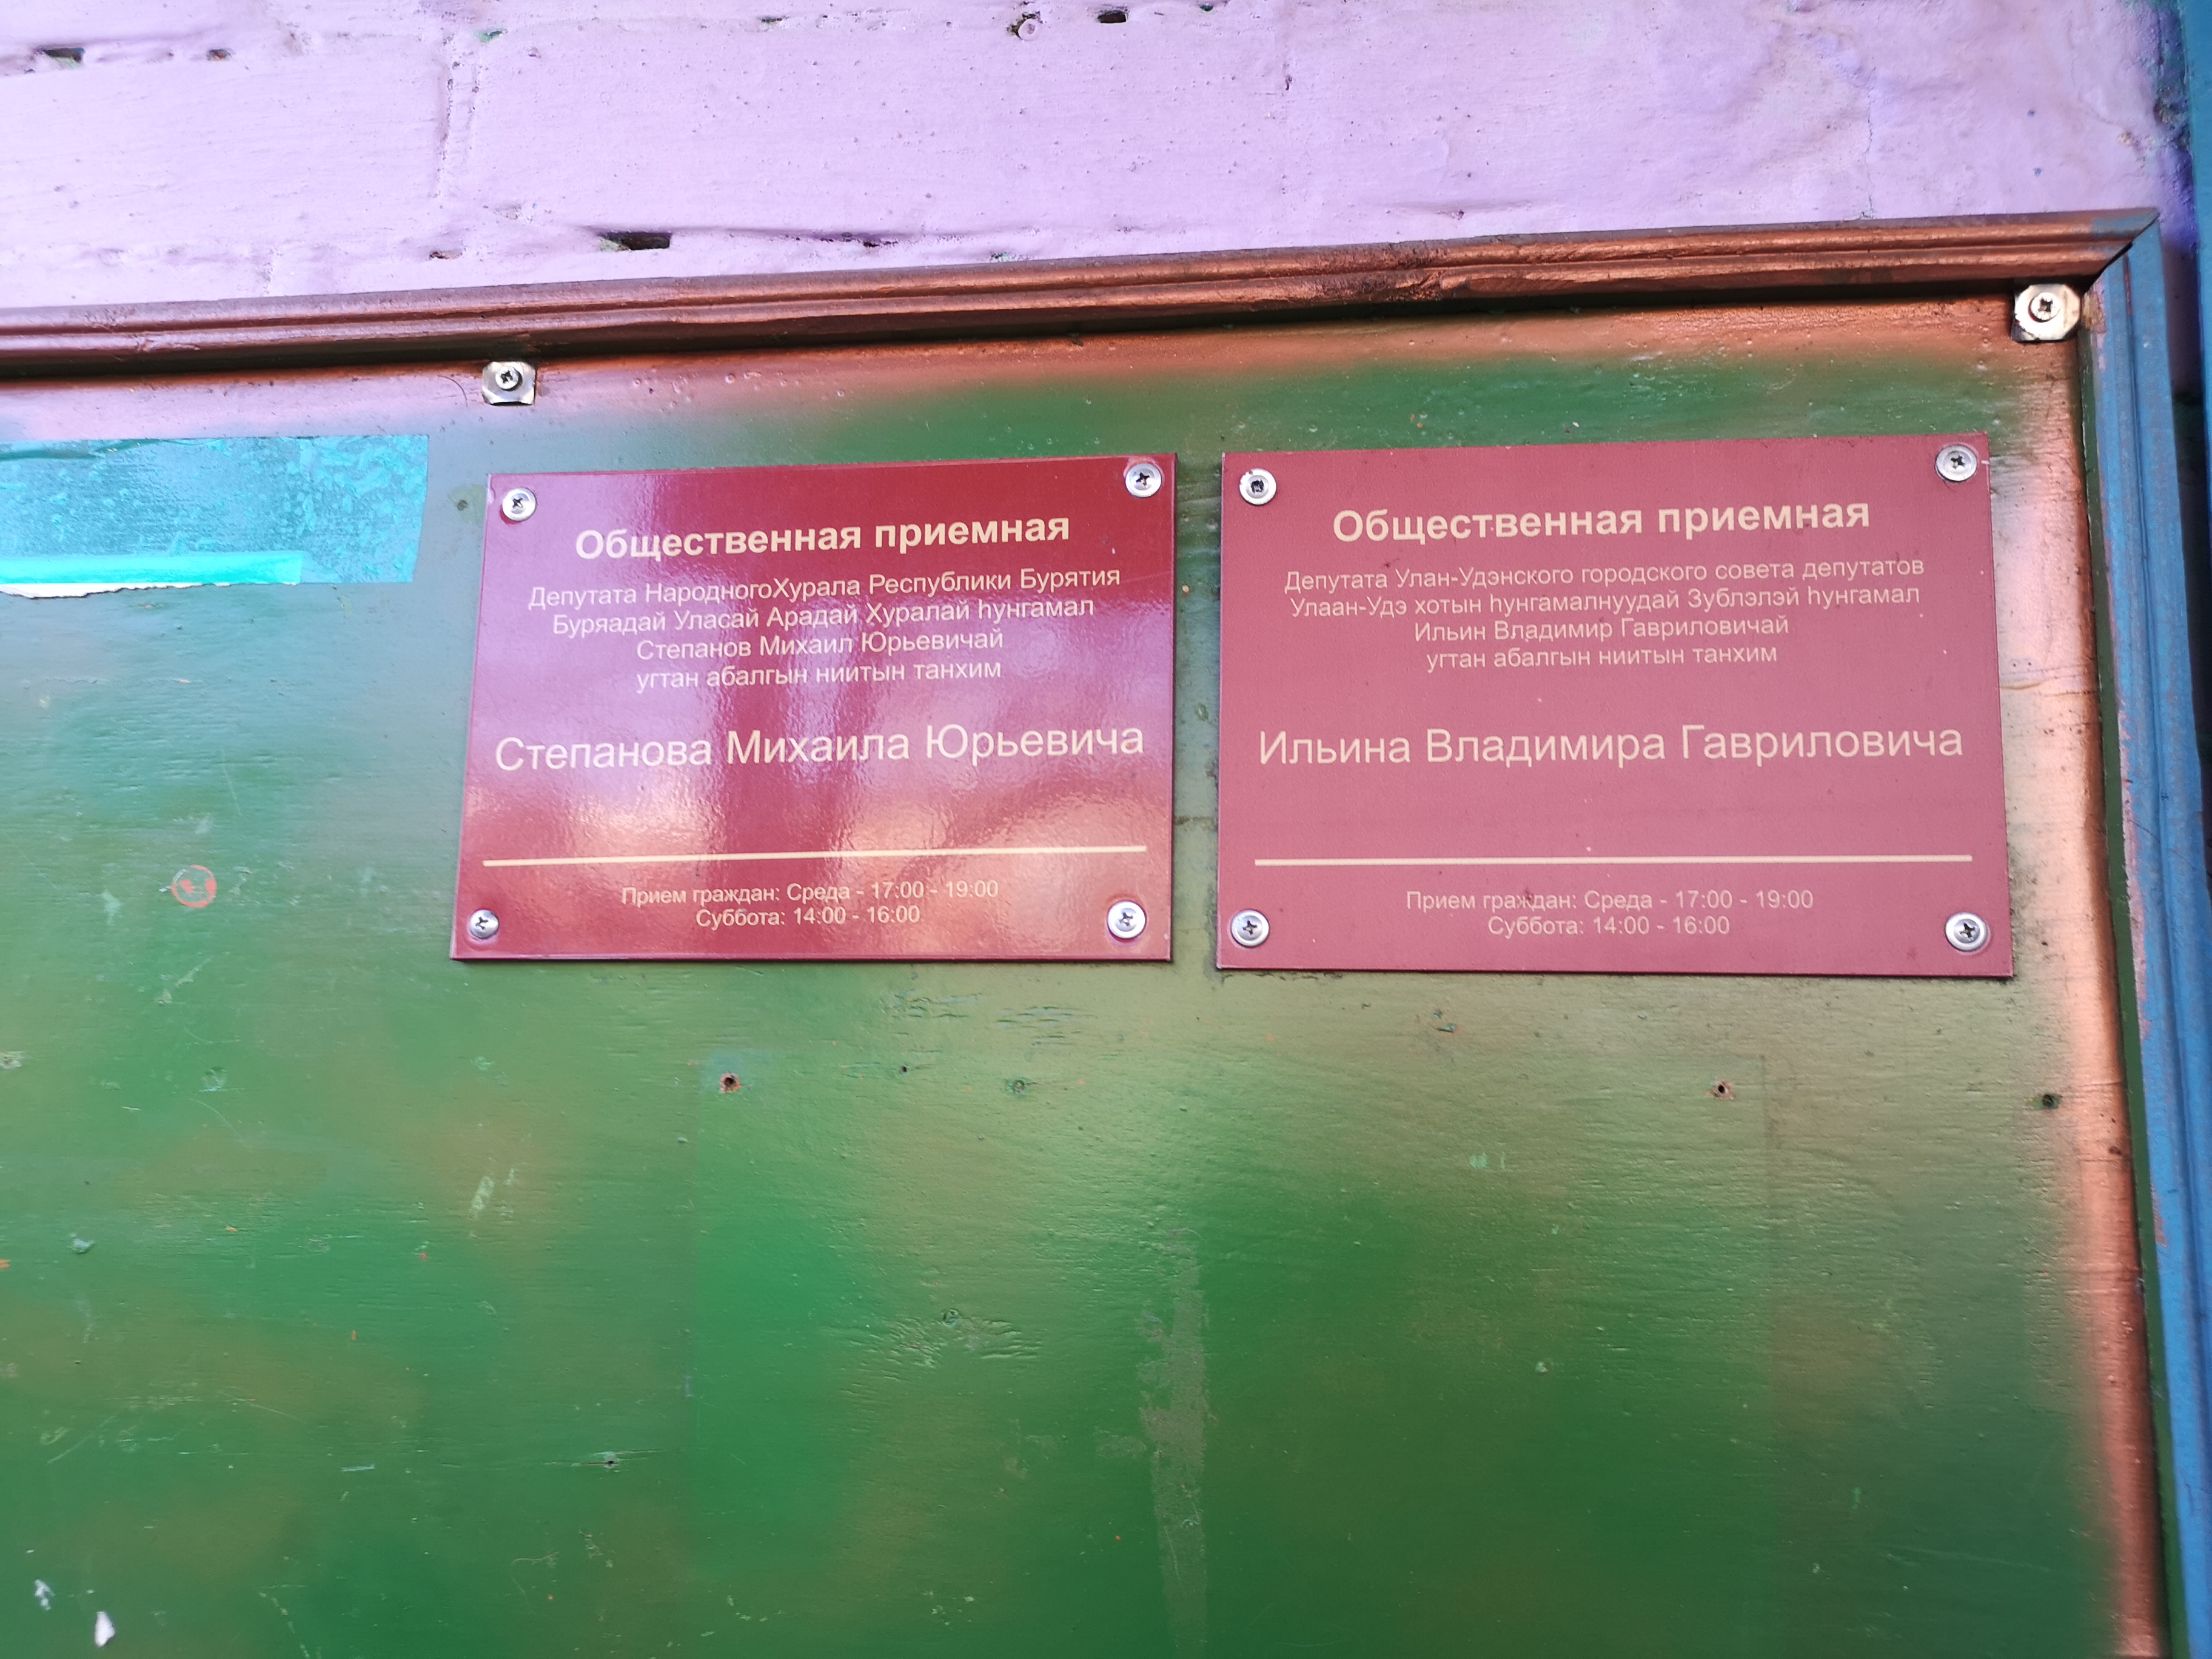 Общественная приемная
Депутата НародногоХурала Республики Бурятия
Буряадай Уласай Арадай Хуралай һунгамал
Степанов Михаил Юрьевичай
угтан абалгын ниитын танхим
Степанова Михаила Юрьевича
Прием граждан: Среда - 17:00 - 19:00
Суббота: 14:00 - 16:00
Общественная приемная
Депутата Улан-Удэнского городского совета депутатов
Улаан-Удэ хотын һунгамалнуудай Зүблэлэй һунгамал
Ильин Владимир Гавриловичай
угтан абалгын ниитын танхим
Ильина Владимира Гавриловича
Прием граждан: Среда - 17:00 - 19:00
Суббота: 14:00 - 16:00